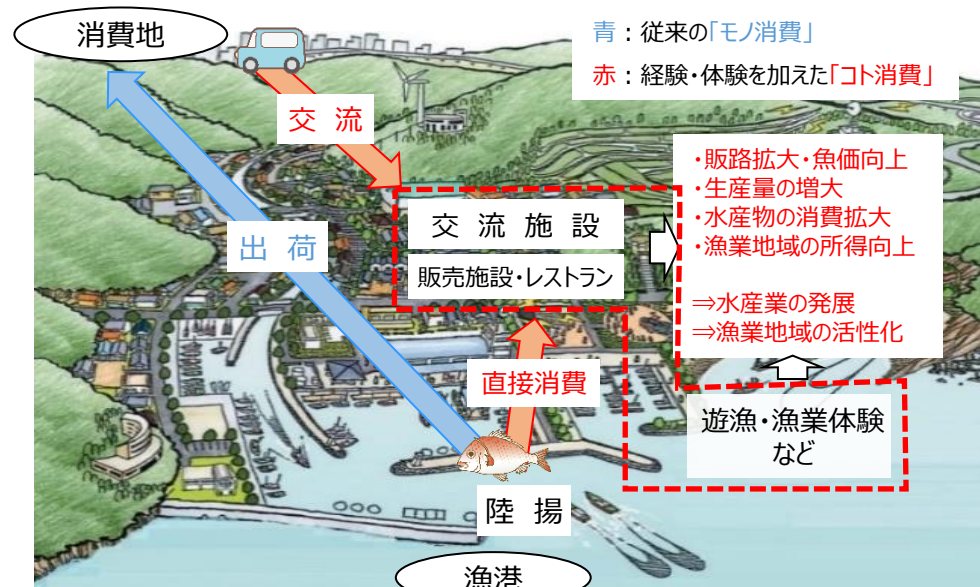 消費地
青：従来の「モノ消費」
赤：経験・体験を加えた「コト消費」
交 流
・販路拡大・魚価向上
・生産量の増大
・水産物の消費拡大
・漁業地域の所得向上
⇒水産業の発展
⇒漁業地域の活性化
交 流 施 設
出 荷
販売施設・レストラン
直接消費
遊漁・漁業体験
など
陸 揚
漁港